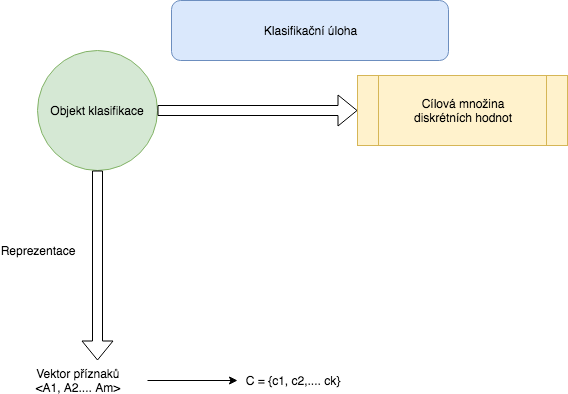 Klasifikační úloha
Objekt klasifikace
Cílová množina
diskrétních hodnot
Reprezentace
Vektor příznaků
<A1, A2.... Am>
C = {c1, c2,.... ck}